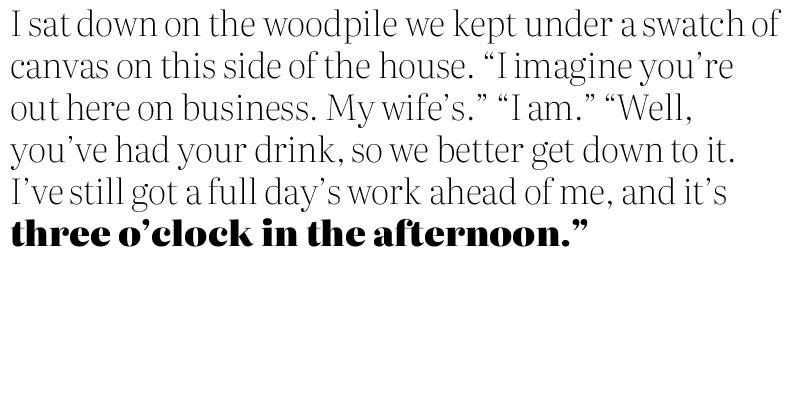 I sat down on the woodpile we kept under a swatch of
canvas on this side of the house. “I imagine you’re
out here on business. My wife’s.” “I am.” “Well,
you’ve had your drink, so we better get down to it.
I’ve still got a full day’s work ahead of me, and it’s
three o’clock in the afternoon.”